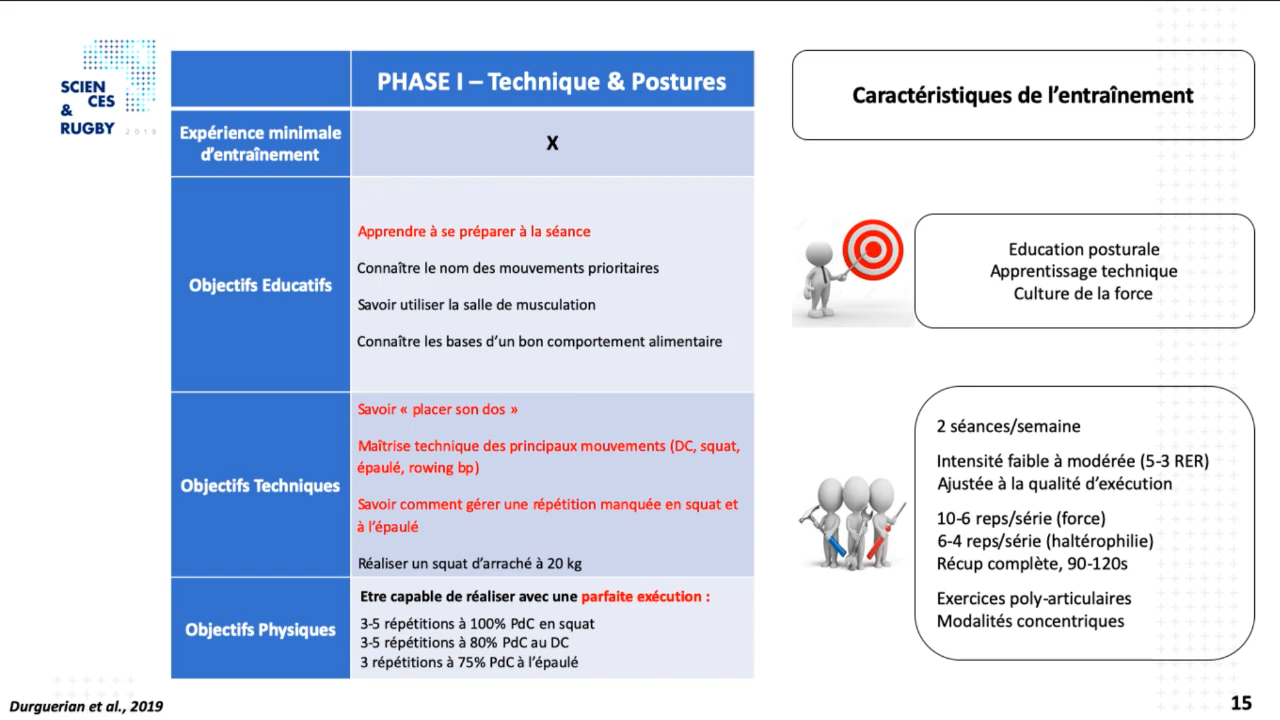 SCIEN
CES
&
RUGBY 2019
PHASE I – Technique & Postures
Expérience minimale
d'entraînement
X
Objectifs Educatifs
Apprendre à se préparer à la séance
Connaître le nom des mouvements prioritaires
Savoir utiliser la salle de musculation
Connaître les bases d'un bon comportement alimentaire
Objectifs Techniques
Savoir « placer son dos »
Maîtrise technique des principaux mouvements (DC, squat,
épaulé, rowing bp)
Savoir comment gérer une répétition manquée en squat et
à l'épaulé
Réaliser un squat d'arraché à 20 kg
Objectifs Physiques
Etre capable de réaliser avec une parfaite exécution :
3-5 répétitions à 100% PdC en squat
3-5 répétitions à 80% PdC au DC
3 répétitions à 75% PdC à l'épaulé
Caractéristiques de l'entraînement
Education posturale
Apprentissage technique
Culture de la force
2 séances/semaine
Intensité faible à modérée (5-3 RER)
Ajustée à la qualité d'exécution
10-6 reps/série (force)
6-4 reps/série (haltérophilie)
Récup complète, 90-120s
Exercices poly-articulaires
Modalités concentriques
Durguerian et al., 2019
15